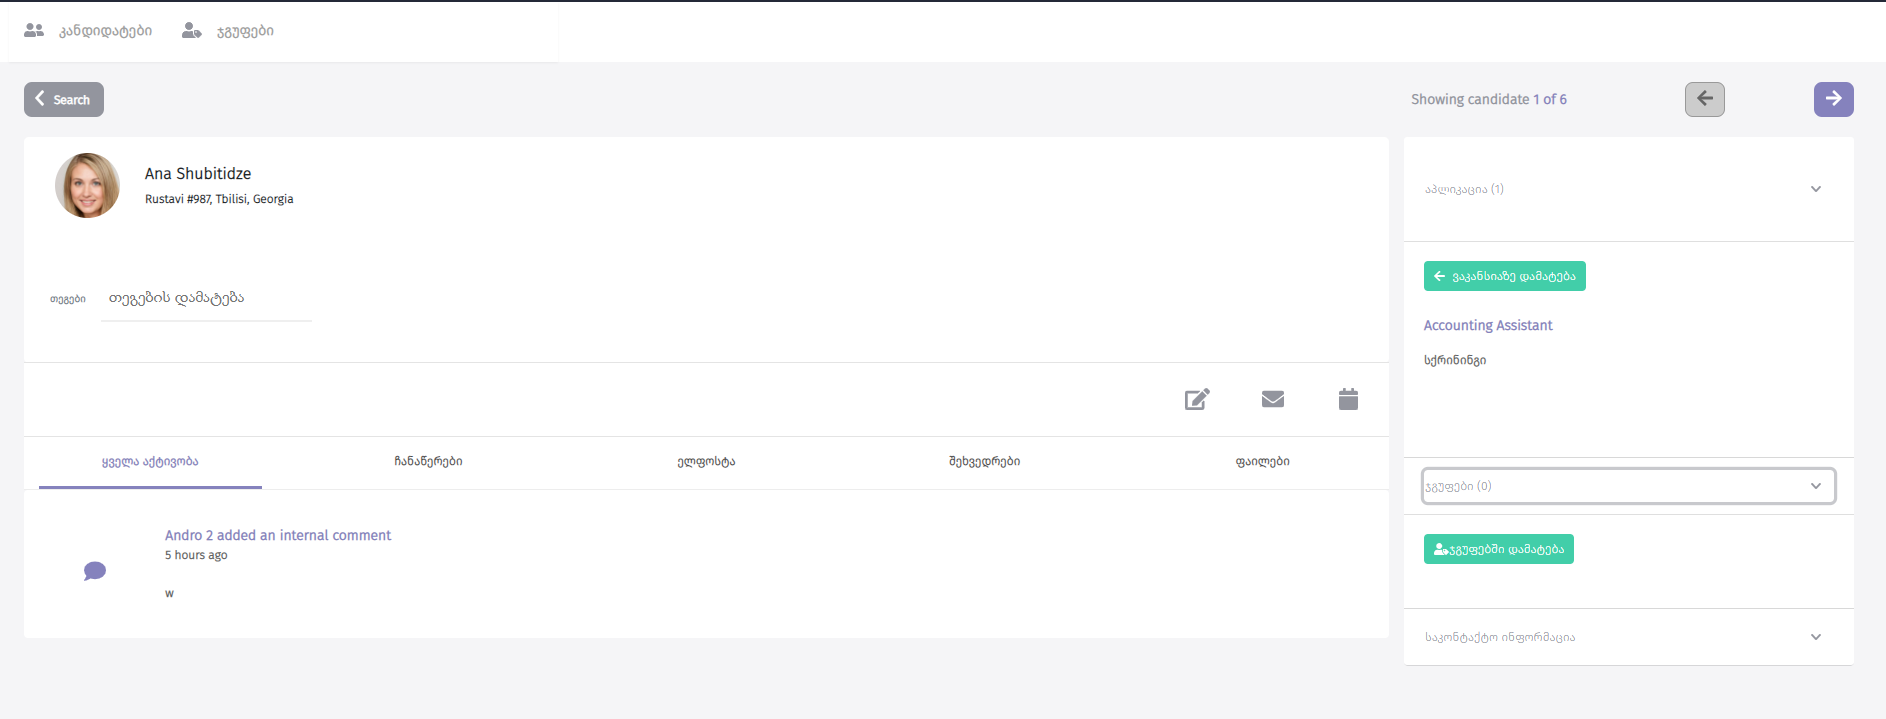 კანდიდატები
ჯგუფები
Search
Showing candidate 1 of 6
Ana Shubitidze
Rustavi #987, Tbilisi, Georgia
თეგები
თეგების დამატება
ყველა აქტივობა
ჩანაწერები
ელფოსტა
შეხვედრები
ფაილები
Andro 2 added an internal comment
5 hours ago
w
აპლიკაცია (1)
ვაკანსიაზე დამატება
Accounting Assistant
სქრინინგი
ჯგუფები (0)
ჯგუფებში დამატება
საკონტაქტო ინფორმაცია